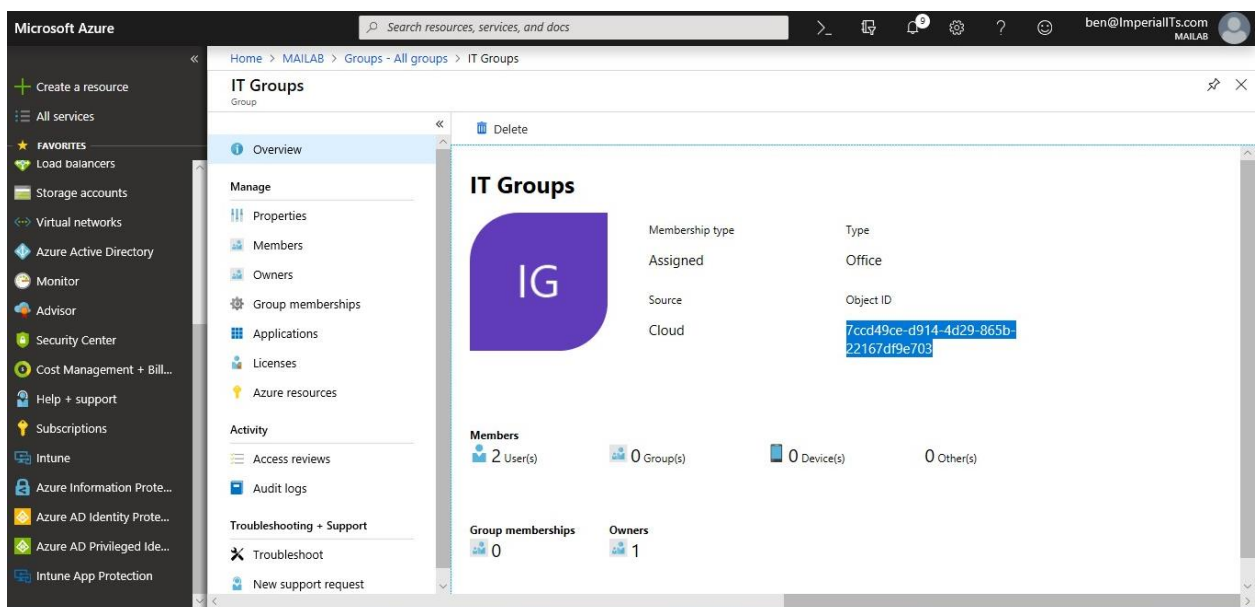 Microsoft Azure
Search resources, services, and docs
>_
9
?
ben@ImperialITs.com
MAILAB
«
Create a resource
All services
FAVORITES
Load balancers
Storage accounts
Virtual networks
Azure Active Directory
Monitor
Advisor
Security Center
Cost Management + Bill...
Help + support
Subscriptions
Intune
Azure Information Prote...
Azure AD Identity Prote...
Azure AD Privileged Ide...
Intune App Protection
Home > MAILAB > Groups - All groups > IT Groups
IT Groups
Group
«
Overview
Manage
Properties
Members
Owners
Group memberships
Applications
Licenses
Azure resources
Activity
Access reviews
Audit logs
Troubleshooting + Support
Troubleshoot
New support request
Delete
IT Groups
IG
Membership type
Type
Assigned
Office
Source
Object ID
Cloud
7ccd49ce-d914-4d29-865b-
22167df9e703
Members
2 User(s)
0 Group(s)
0 Device(s)
0 Other(s)
Group memberships
Owners
0
1